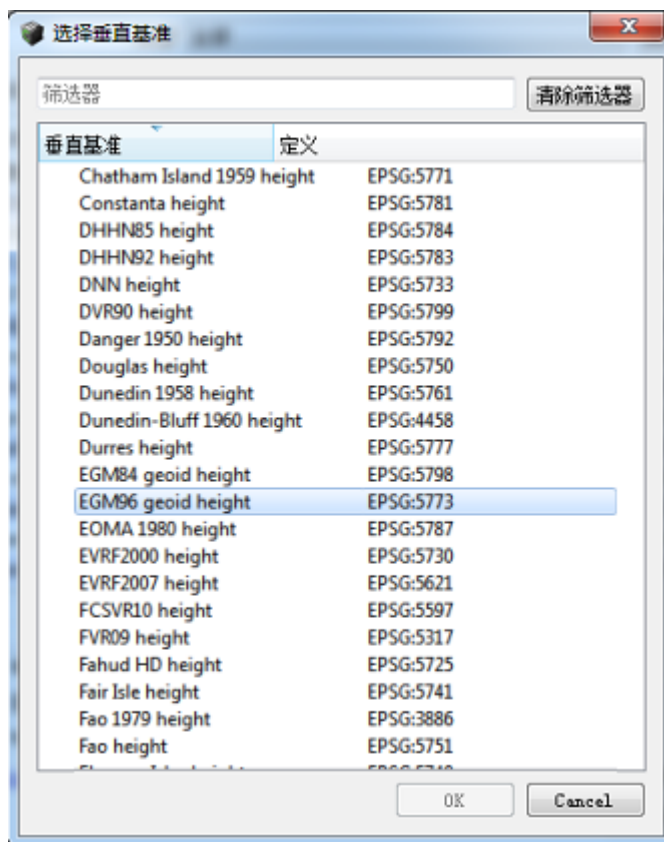 选择垂直基准
筛选器 清除筛选器
垂直基准 定义
Chatham Island 1959 height EPSG:5771
Constanta height EPSG:5781
DHHN85 height EPSG:5784
DHHN92 height EPSG:5783
DNN height EPSG:5733
DVR90 height EPSG:5799
Danger 1950 height EPSG:5792
Douglas height EPSG:5750
Dunedin 1958 height EPSG:5761
Dunedin-Bluff 1960 height EPSG:4458
Durres height EPSG:5777
EGM84 geoid height EPSG:5798
EGM96 geoid height EPSG:5773
EOMA 1980 height EPSG:5787
EVRF2000 height EPSG:5730
EVRF2007 height EPSG:5621
FCSVR10 height EPSG:5597
FVR09 height EPSG:5317
Fahud HD height EPSG:5725
Fair Isle height EPSG:5741
Fao 1979 height EPSG:3886
Fao height EPSG:5751
OK Cancel